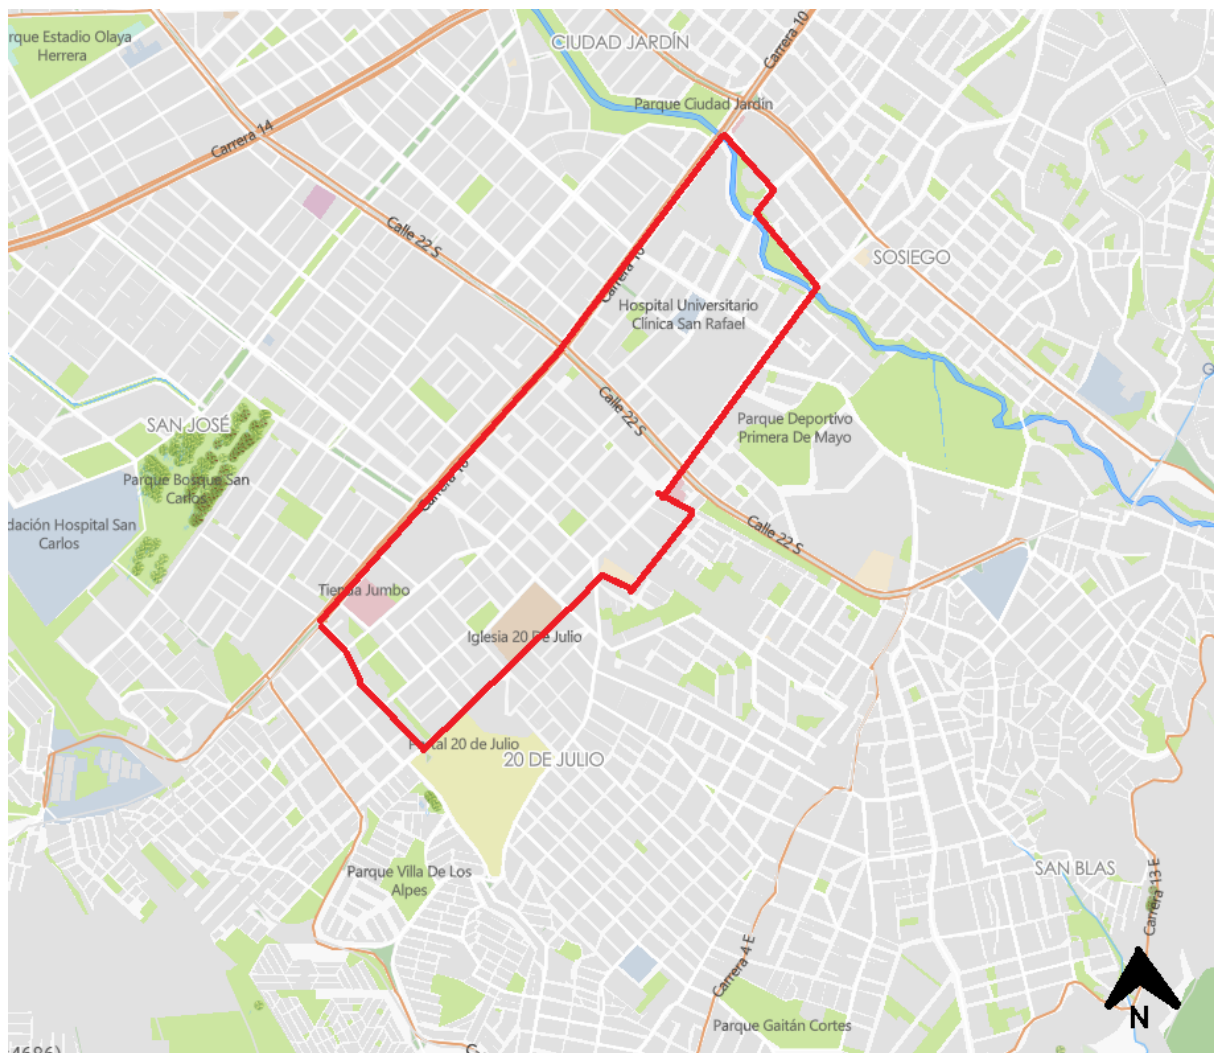 rque Estadio Olaya
Herrera
CIUDAD JARDÍN
Carrera 10
Parque Ciudad Jardín
Carrera 14
Calle 22 S
SOSIEGO
Carrera 10
Hospital Universitario
Clínica San Rafael
Calle 22 S
SAN JOSÉ
Parque Deportivo
Primera De Mayo
Parque Bosque San
Carlos
Carrera 10
dación Hospital San
Carlos
Calle 22 S
Tienda Jumbo
Iglesia 20 De Julio
Portal 20 de Julio
20 DE JULIO
Parque Villa De Los
Alpes
SAN BLAS
Carrera 13 E
Carrera 4 E
Parque Gaitán Cortes
N